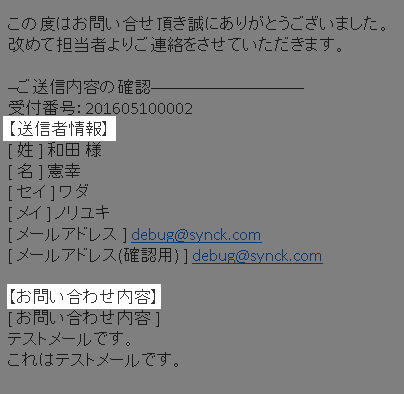 この度はお問い合せ頂き誠にありがとうございました。
改めて担当者よりご連絡をさせていただきます。
─ご送信内容の確認─────────────────
受付番号: 201605100002
【送信者情報】
[ 姓 ] 和田 様
[ 名 ] 憲幸
[ セイ ] ワダ
[ メイ ] ノリユキ
[ メールアドレス ] debug@synck.com
[ メールアドレス(確認用) ] debug@synck.com
【お問い合わせ内容】
[ お問い合わせ内容 ]
テストメールです。
これはテストメールです。